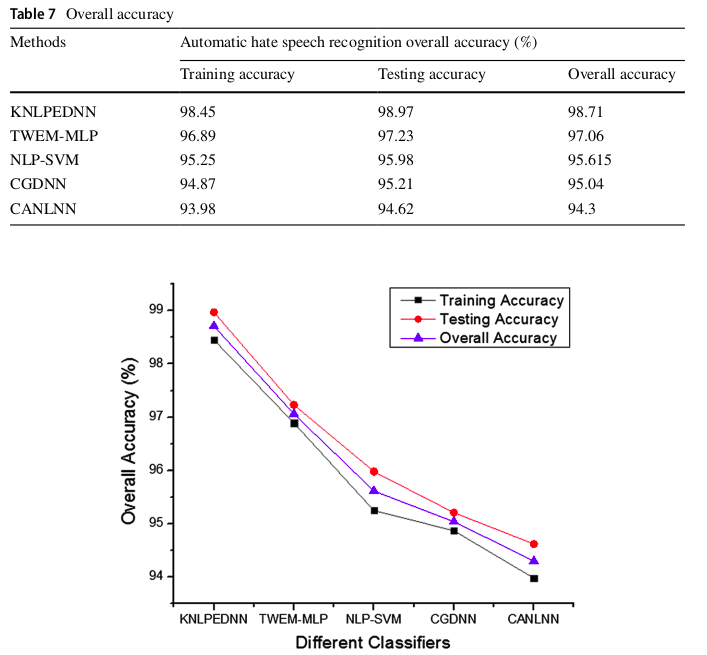 Table 7 Overall accuracy
Methods Automatic hate speech recognition overall accuracy (%)
Training accuracy Testing accuracy Overall accuracy
KNLPEDNN 98.45 98.97 98.71
TWEM-MLP 96.89 97.23 97.06
NLP-SVM 95.25 95.98 95.615
CGDNN 94.87 95.21 95.04
CANLNN 93.98 94.62 94.3
Training Accuracy
Testing Accuracy
Overall Accuracy
99
98
97
96
95
94
Overall Accuracy (%)
KNLPEDNN TWEM-MLP NLP-SVM CGDNN CANLNN
Different Classifiers